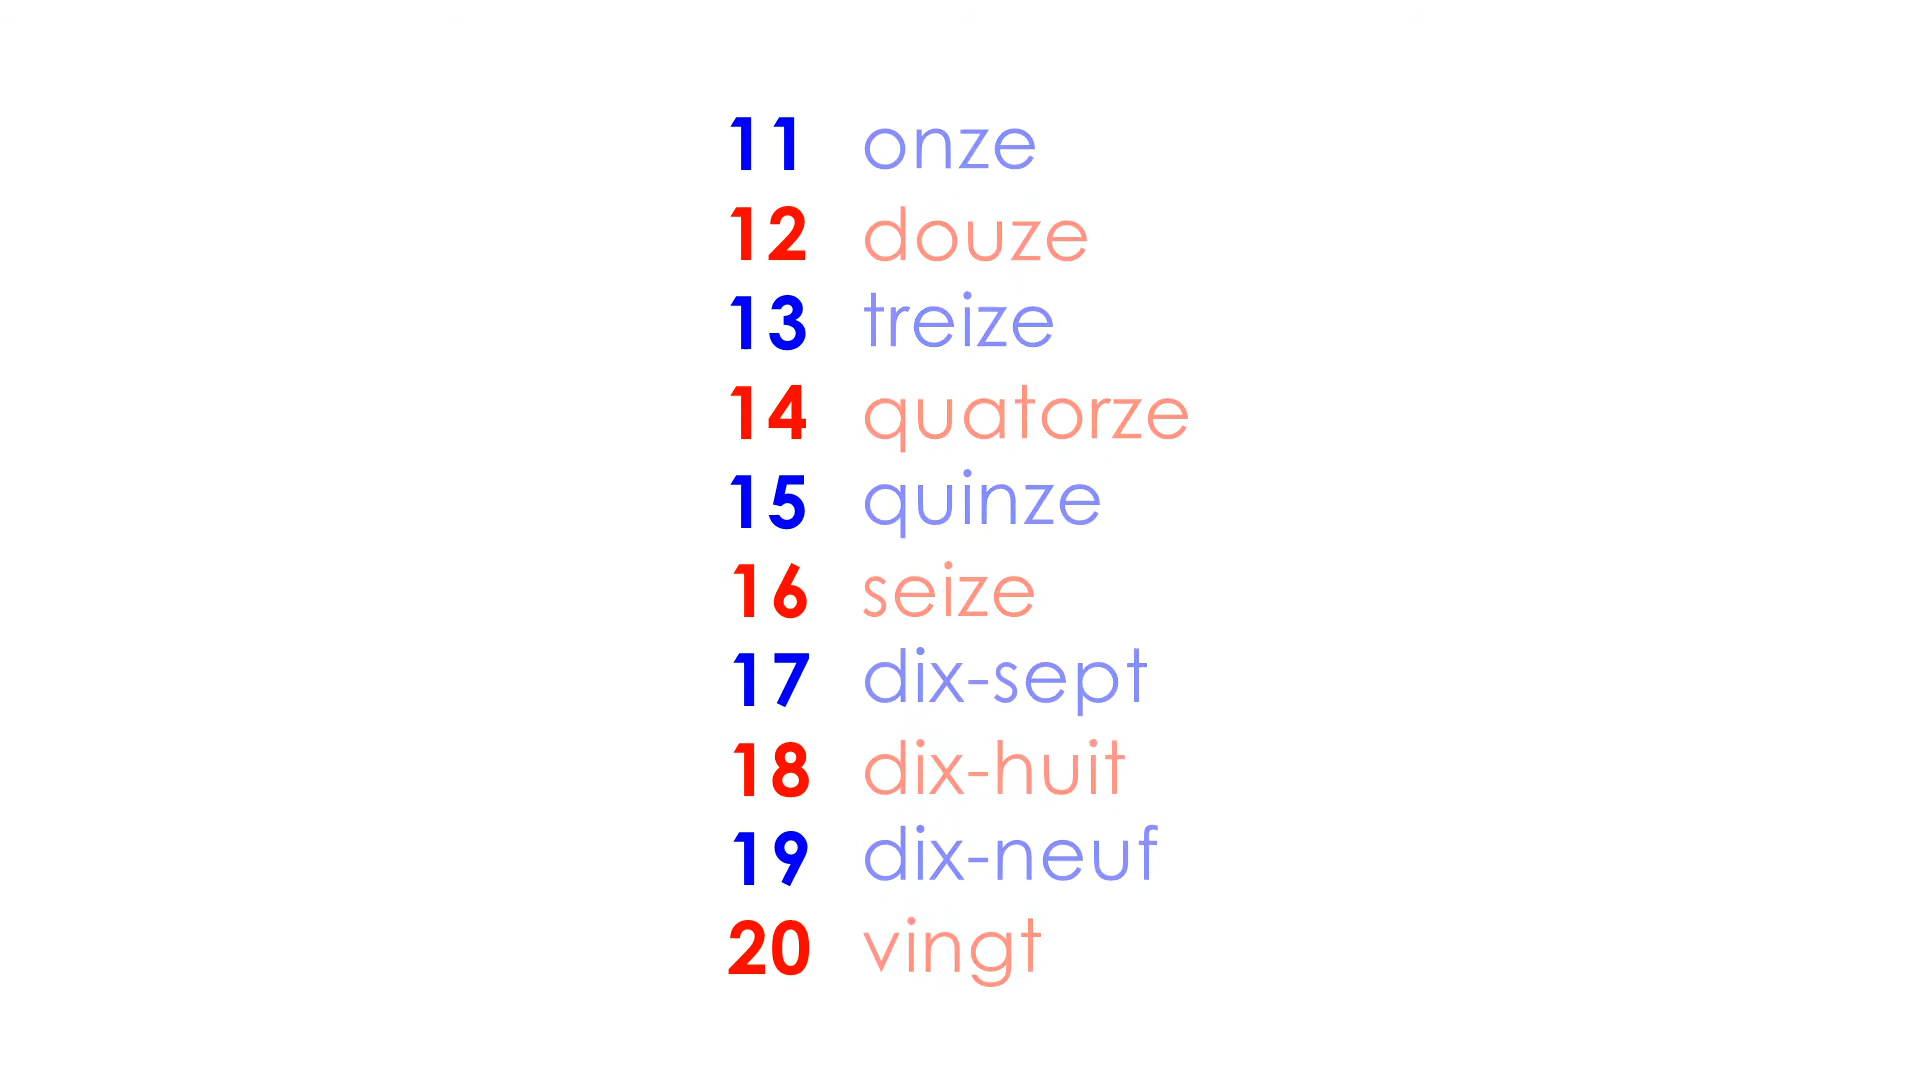 11 onze
12 douze
13 treize
14 quatorze
15 quinze
16 seize
17 dix-sept
18 dix-huit
19 dix-neuf
20 vingt